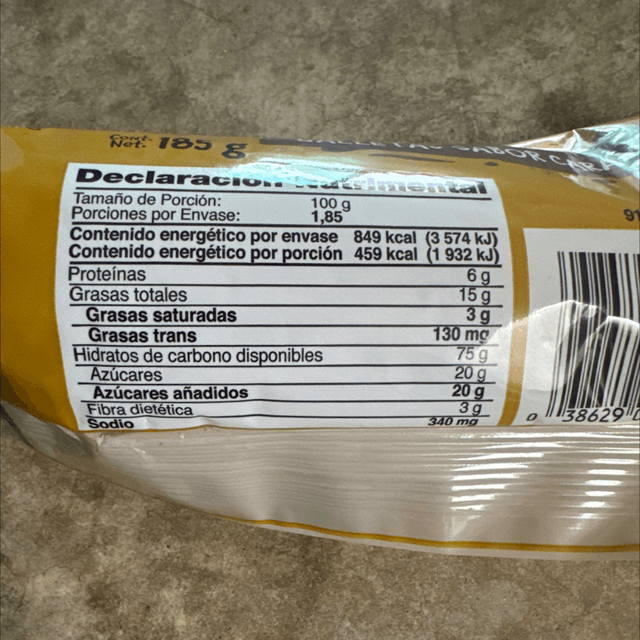 Cont. Net. 185 g
SABOR
Declaración Nutrimental
Tamaño de Porción: 100 g
Porciones por Envase: 1,85
Contenido energético por envase 849 kcal (3 574 kJ)
Contenido energético por porción 459 kcal (1 932 kJ)
Proteínas 6 g
Grasas totales 15 g
Grasas saturadas 3 g
Grasas trans 130 mg
Hidratos de carbono disponibles 75 g
Azúcares 20 g
Azúcares añadidos 20 g
Fibra dietética 3 g
Sodio 340 mg
91
0 38629